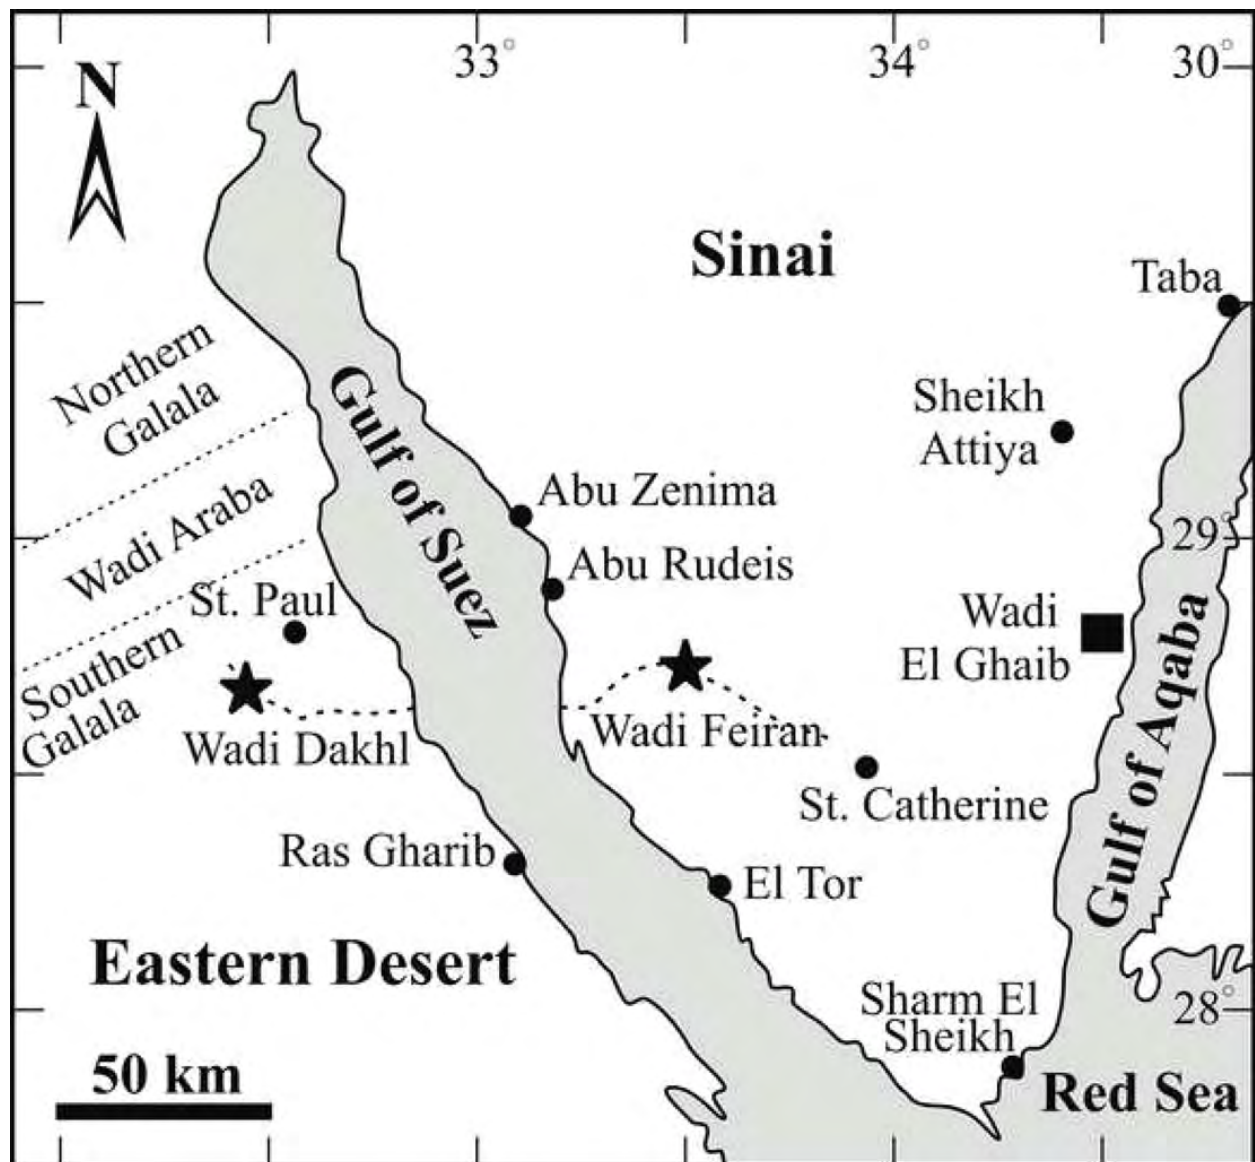 33°
34°
30°
N
Sinai
Taba
Northern
Galala
Sheikh
Attiya
Gulf of Suez
Abu Zenima
Wadi Araba
29°
Abu Rudeis
St. Paul
Wadi
El Ghaib
Southern
Galala
Gulf of Aqaba
Wadi Feiran
Wadi Dakhl
St. Catherine
Ras Gharib
El Tor
Eastern Desert
Sharm El
Sheikh
28°
50 km
Red Sea